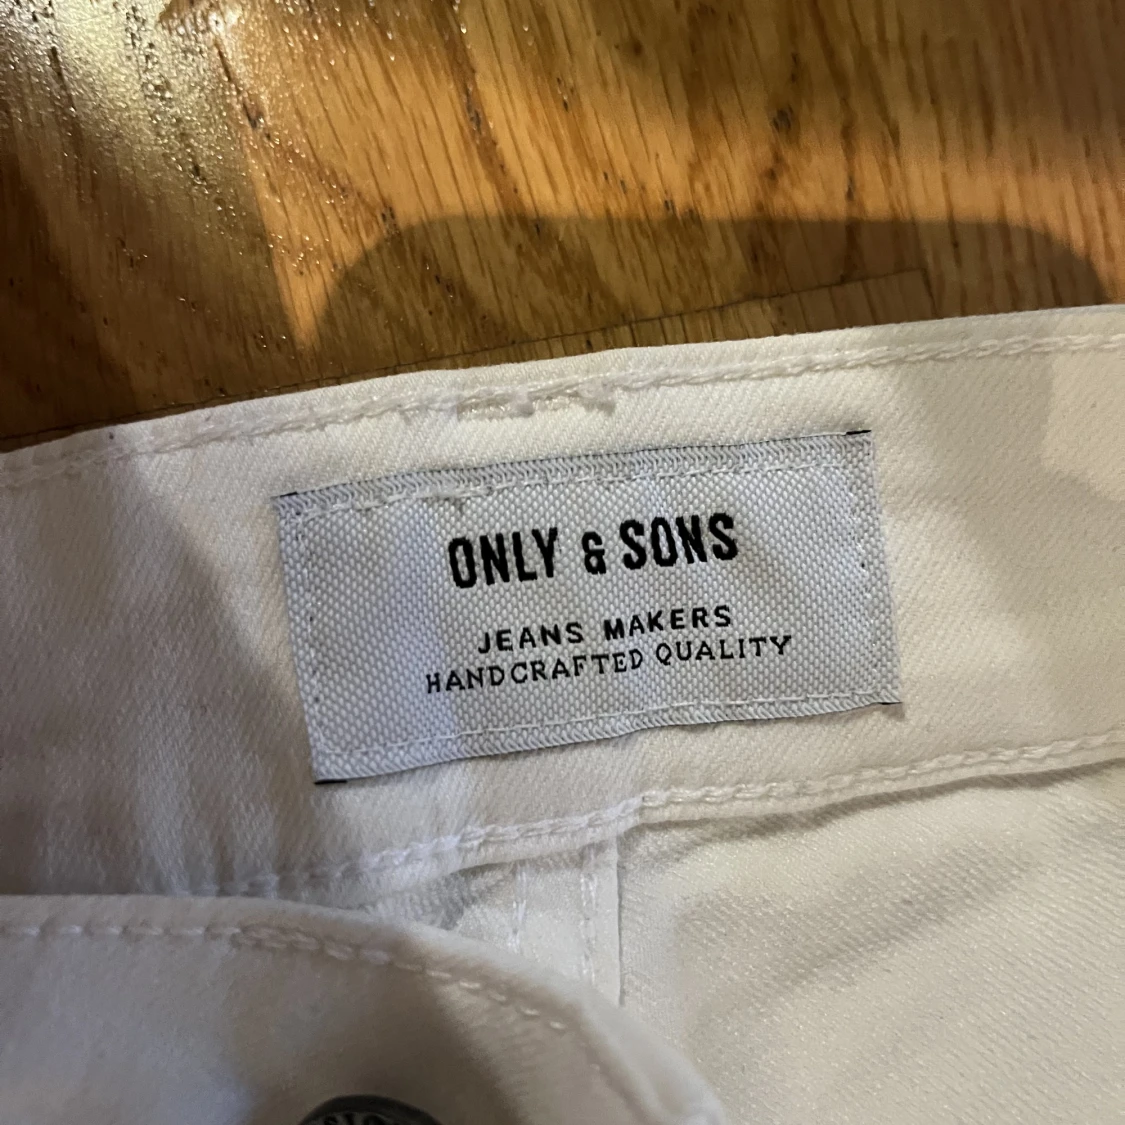 ONLY & SONS
JEANS MAKERS
HANDCRAFTED QUALITY